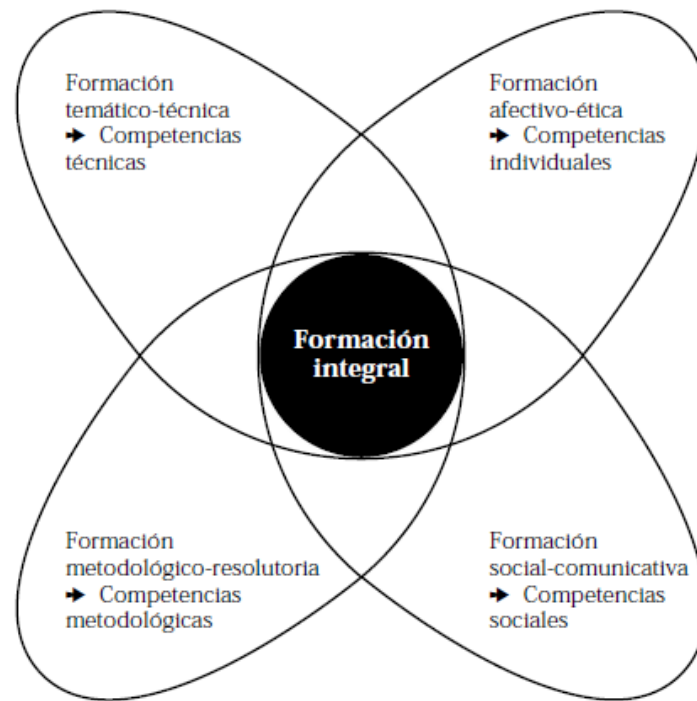 Formación
temático-técnica
➔ Competencias
técnicas
Formación
afectivo-ética
➔ Competencias
individuales
Formación
integral
Formación
metodológico-resolutoria
➔ Competencias
metodológicas
Formación
social-comunicativa
➔ Competencias
sociales